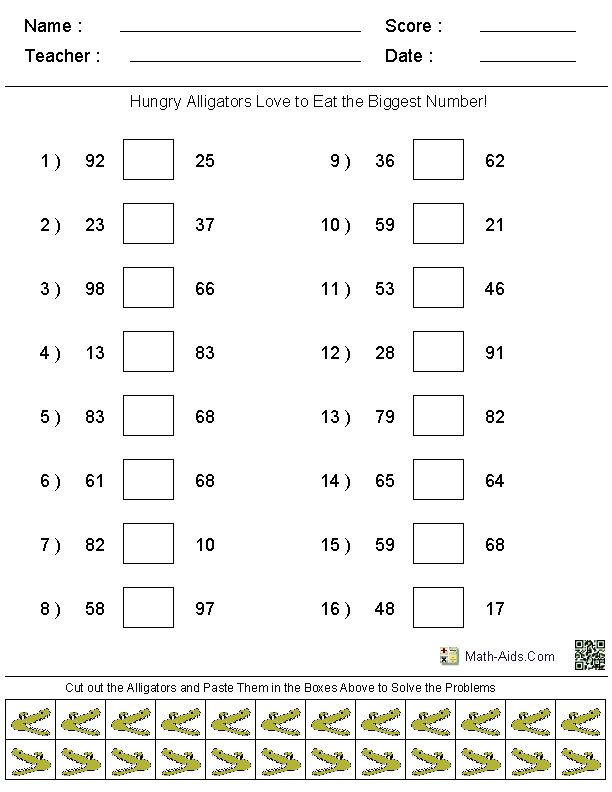 Name :
Score :
Teacher :
Date :
Hungry Alligators Love to Eat the Biggest Number!
1 ) 92 25
9 ) 36 62
2 ) 23 37
10 ) 59 21
3 ) 98 66
11 ) 53 46
4 ) 13 83
12 ) 28 91
5 ) 83 68
13 ) 79 82
6 ) 61 68
14 ) 65 64
7 ) 82 10
15 ) 59 68
8 ) 58 97
16 ) 48 17
Math-Aids.Com
Cut out the Alligators and Paste Them in the Boxes Above to Solve the Problems